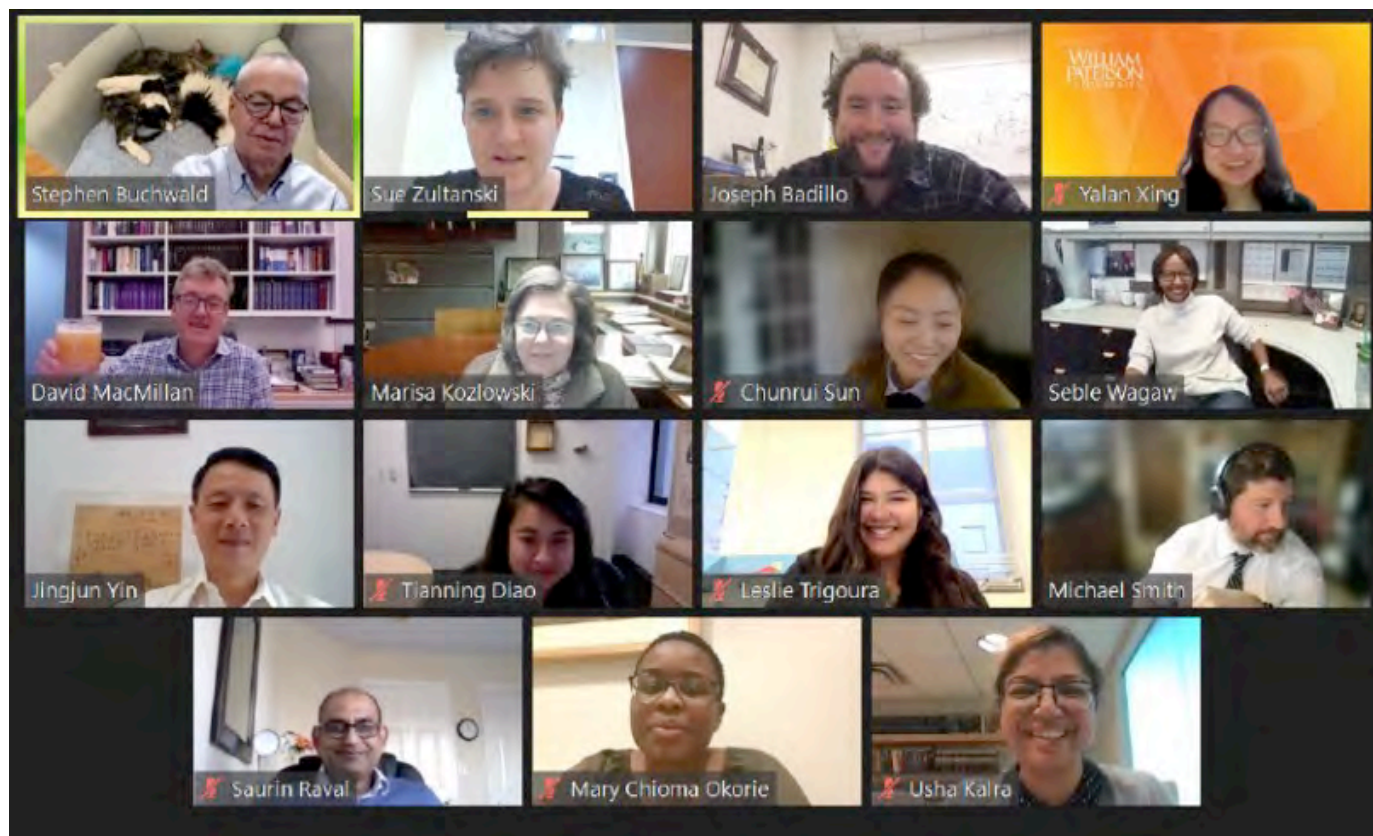 Stephen Buchwald
Sue Zultanski
Joseph Badillo
WILLIAM
PATERSON
UNIVERSITY
Yalan Xing
David MacMillan
Marisa Kozlowski
Chunrui Sun
Seble Wagaw
Jingjun Yin
Tianning Diao
Leslie Trigoura
Michael Smith
Saurin Raval
Mary Chioma Okorie
Usha Kalra